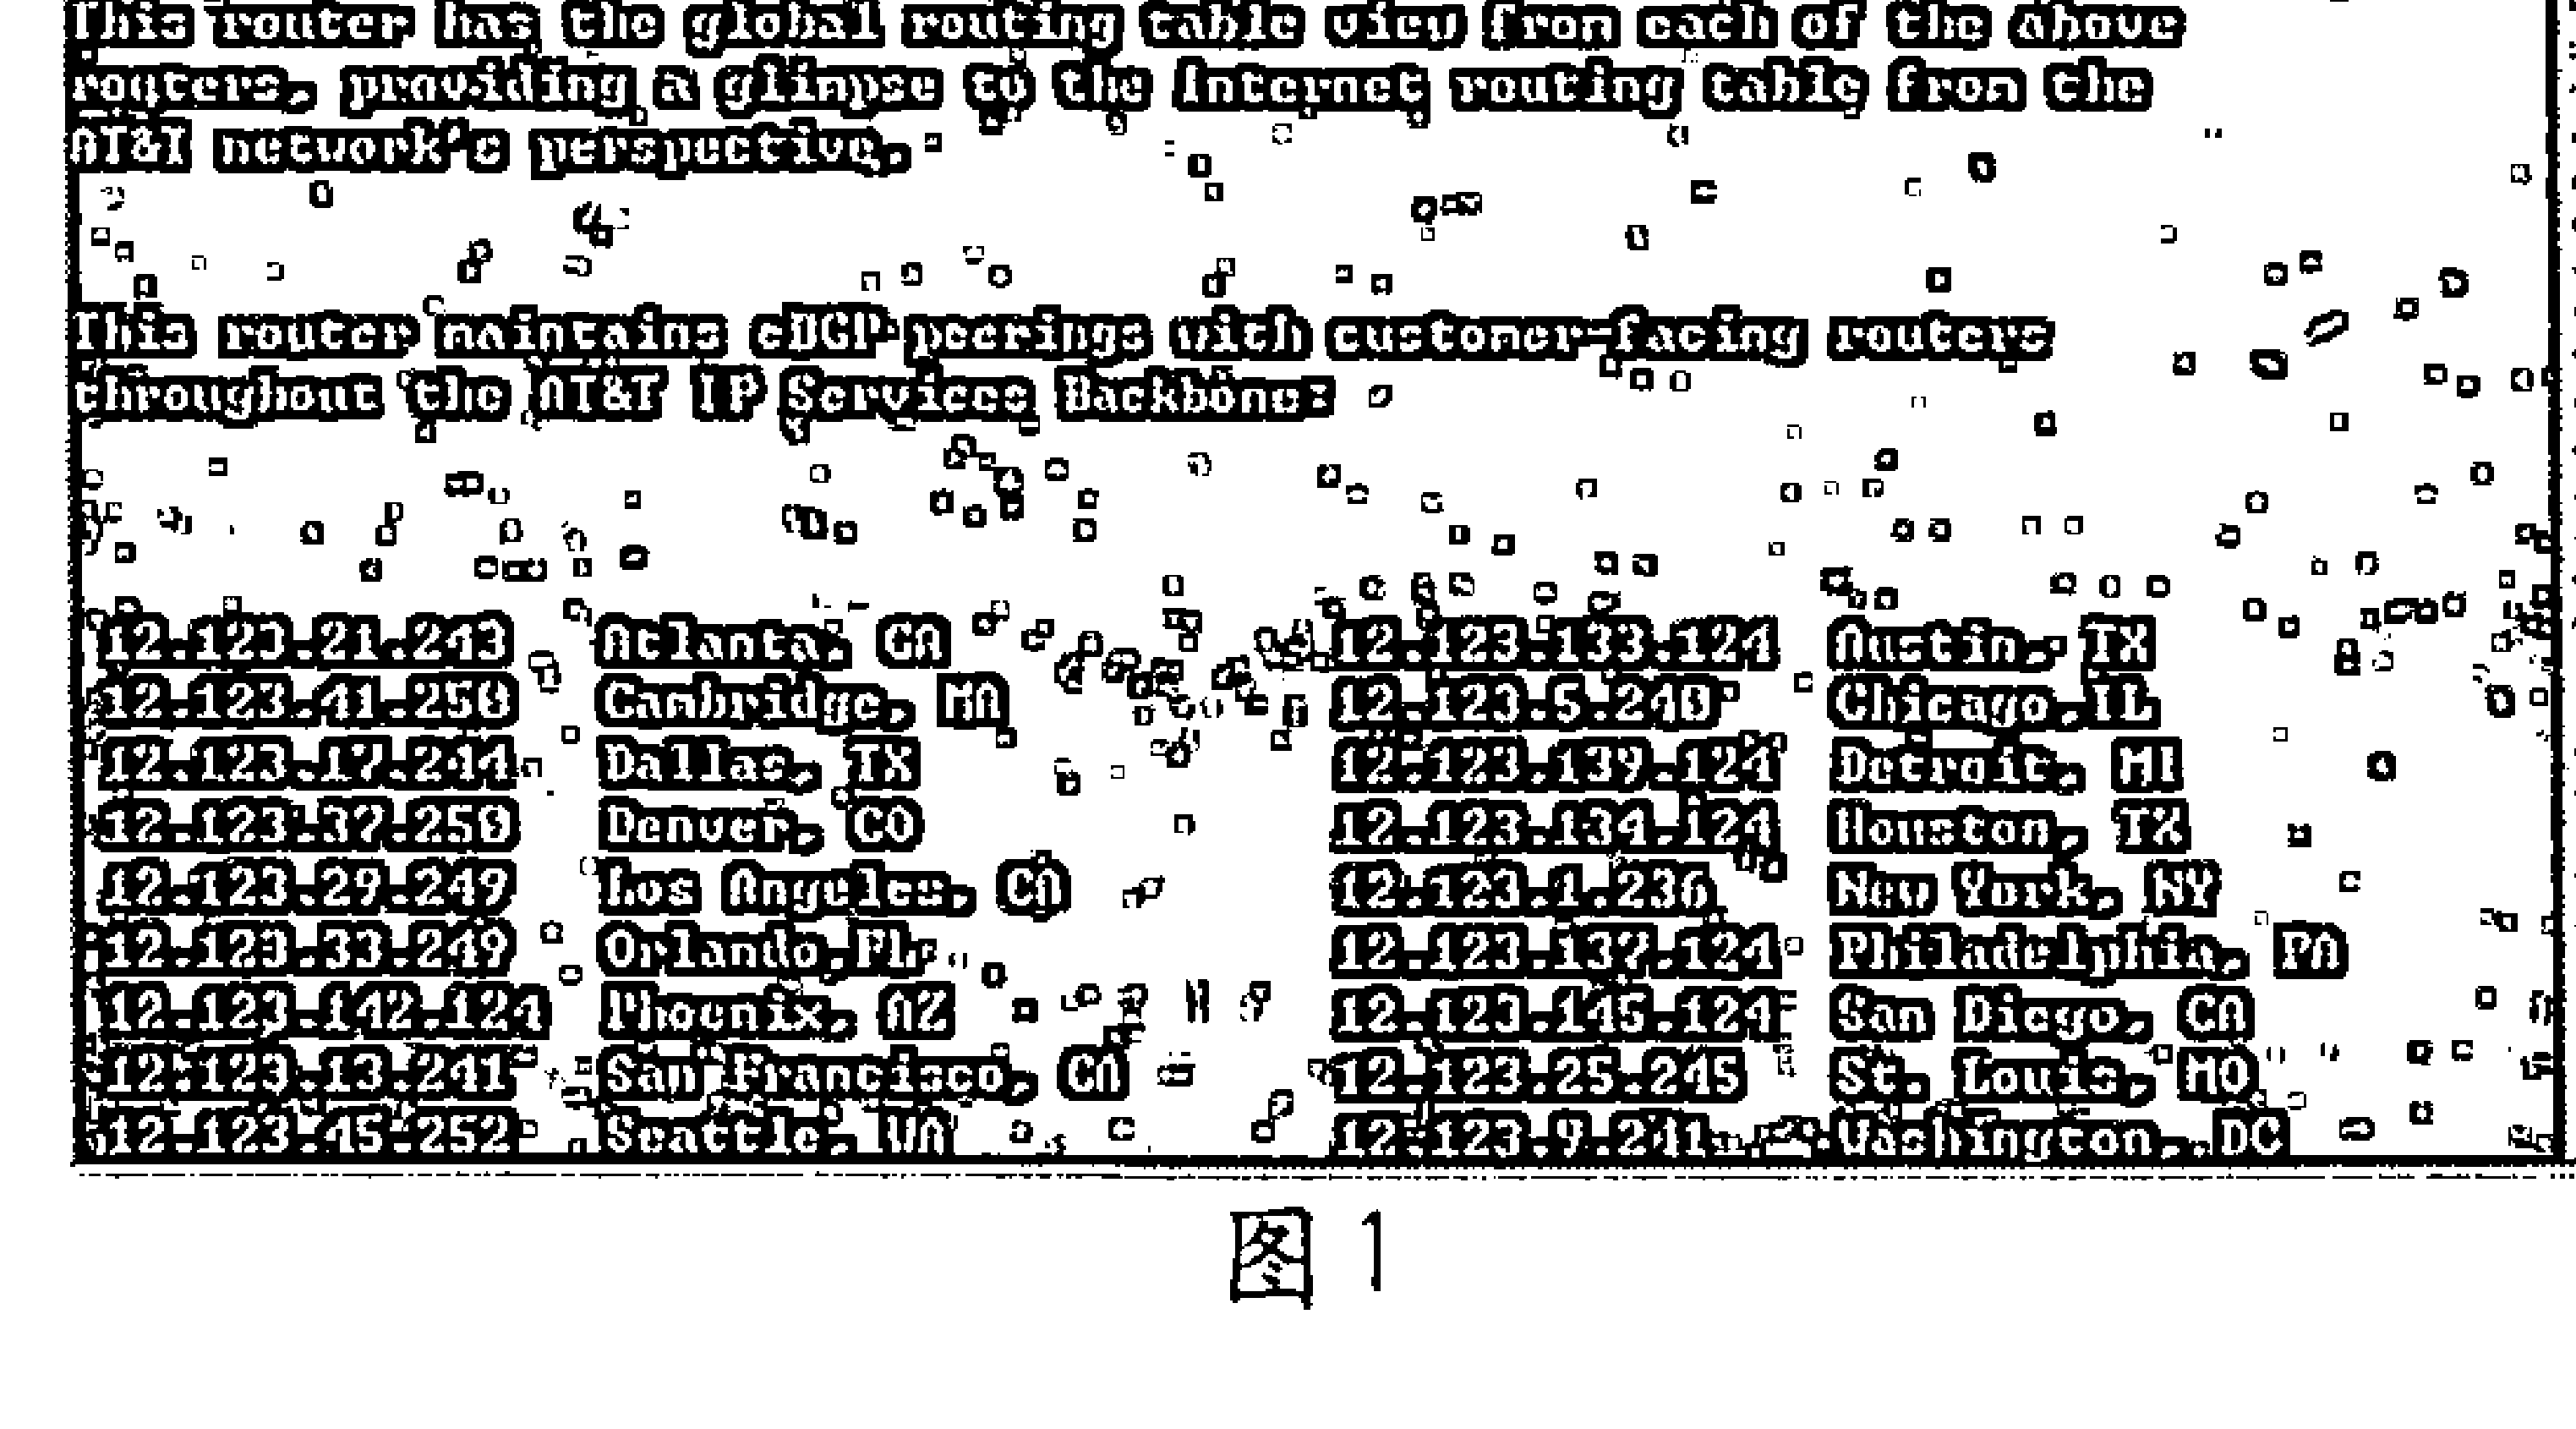 This router has the global routing table view from each of the above
routers, providing a glimpse to the Internet routing table from the
AT&T network's perspective.
This router maintains eBGP peerings with customer-facing routers
throughout the AT&T IP Services Backbone:
12.123.21.243 Atlanta, GA 12.123.133.124 Austin, TX
12.123.41.250 Cambridge, MA 12.123.5.240 Chicago, IL
12.123.17.244 Dallas, TX 12.123.139.124 Detroit, MI
12.123.37.250 Denver, CO 12.123.134.124 Houston, TX
12.123.29.249 Los Angeles, CA 12.123.1.236 New York, NY
12.123.33.249 Orlando, FL 12.123.137.124 Philadelphia, PA
12.123.142.124 Phoenix, AZ 12.123.145.124 San Diego, CA
12.123.13.241 San Francisco, CA 12.123.25.245 St. Louis, MO
12.123.45.252 Seattle, WA 12.123.9.241 Washington, DC
图 1